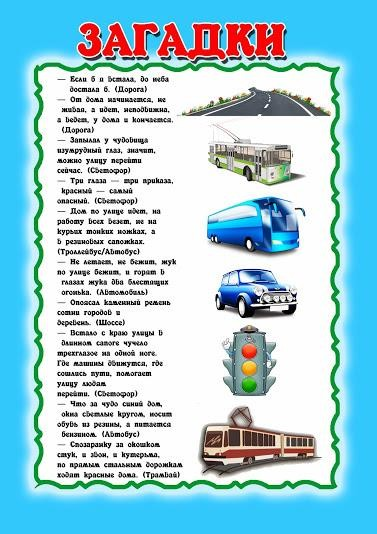 ЗАГАДКИ
— Если б я встала, до неба
достала б. (Дорога)
— От дома начинается, не
живая, а идет, неподвижна,
а ведет, у дома и кончается.
(Дорога)
— Запылал у чудовища
изумрудный глаз, значит,
можно улицу перейти
сейчас. (Светофор)
— Три глаза — три приказа,
красный — самый
опасный. (Светофор)
— Дом по улице идет, на
работу всех везет, не на
курьих тонких ножках, а
в резиновых сапожках.
(Троллейбус/Автобус)
— Не летает, не бежит, жук
по улице бежит, и горят в
глазах жука два блестящих
огонька. (Автомобиль)
— Опоясал каменный ремень
сотни городов и
деревень. (Шоссе)
— Встало с краю улицы в
длинном сапоге чучело
трехглазое на одной ноге.
Где машины движутся, где
сошлись пути, помогает
улицу людям
перейти. (Светофор)
— Что за чудо синий дом,
окна светлые кругом, носит
обувь из резины, а питается
бензином. (Автобус)
— Спозаранку за окошком
стук, и звон, и кутерьма,
по прямым стальным дорожкам
ходят красные дома. (Трамвай)